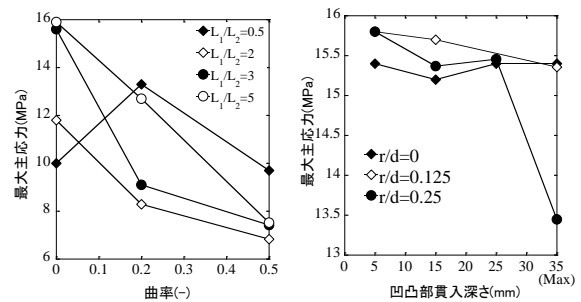 16
14
12
10
8
6
最大主応力(MPa)
0
0.1
0.2
0.3
0.4
0.5
曲率(-)
L₁/L₂=0.5
L₁/L₂=2
L₁/L₂=3
L₁/L₂=5
16
15.5
15
14.5
14
13.5
13
最大主応力(MPa)
r/d=0
r/d=0.125
r/d=0.25
0
5
10
15
20
25
30
35
(Max)
凹凸部貫入深さ(mm)